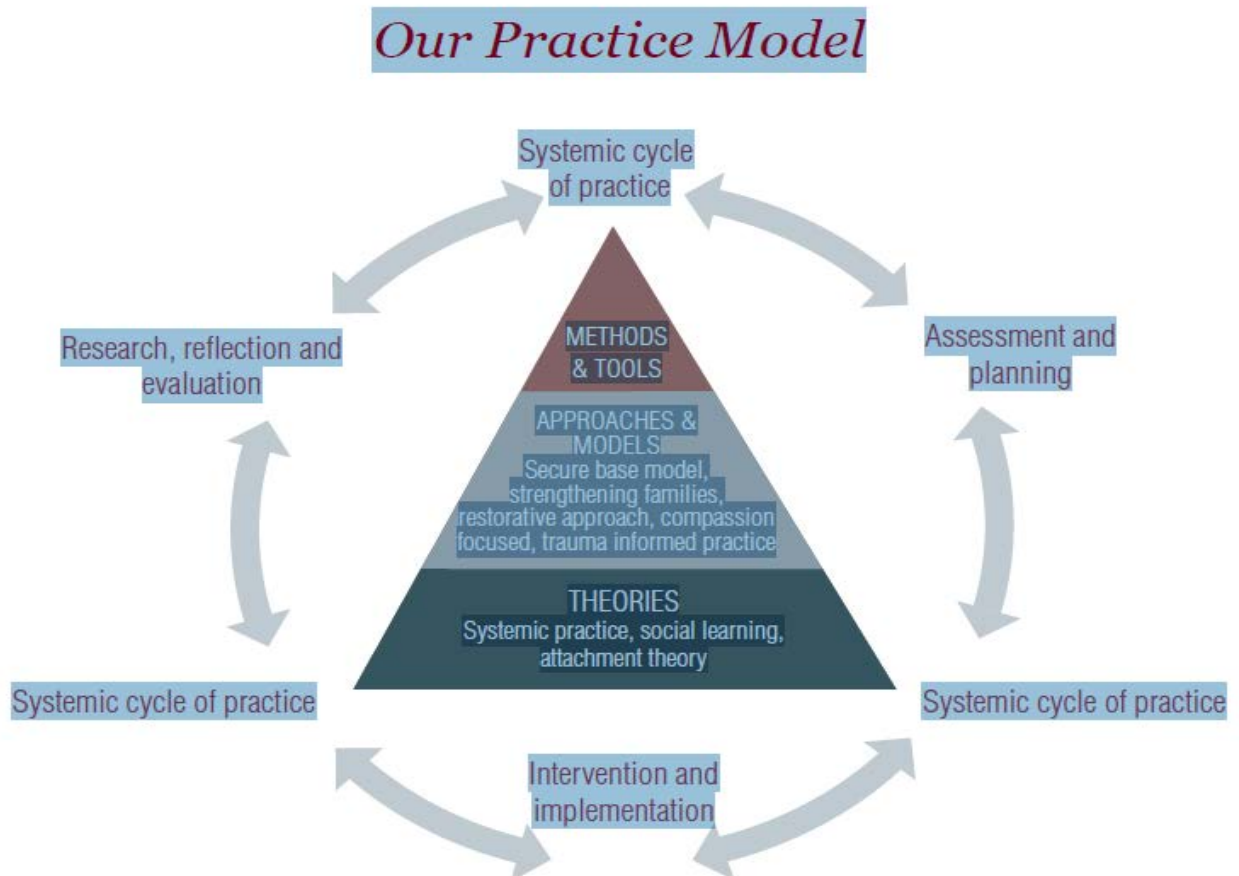 Our Practice Model
Systemic cycle
of practice
Research, reflection and
evaluation
Assessment and
planning
METHODS
& TOOLS
APPROACHES &
MODELS
Secure base model,
strengthening families,
restorative approach, compassion
focused, trauma informed practice
THEORIES
Systemic practice, social learning,
attachment theory
Systemic cycle of practice
Systemic cycle of practice
Intervention and
implementation